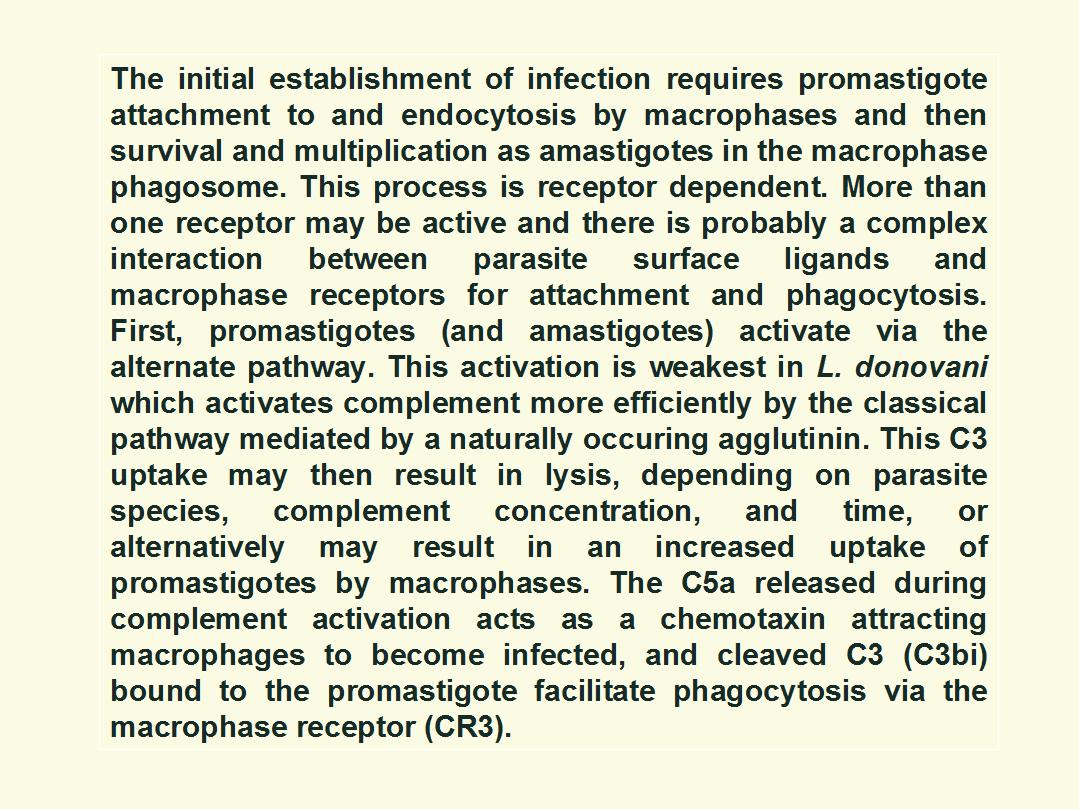 The initial establishment of infection requires promastigote
attachment to and endocytosis by macrophases and then
survival and multiplication as amastigotes in the macrophase
phagosome. This process is receptor dependent. More than
one receptor may be active and there is probably a complex
interaction between parasite surface ligands and
macrophase receptors for attachment and phagocytosis.
First, promastigotes (and amastigotes) activate via the
alternate pathway. This activation is weakest in L. donovani
which activates complement more efficiently by the classical
pathway mediated by a naturally occuring agglutinin. This C3
uptake may then result in lysis, depending on parasite
species, complement concentration, and time, or
alternatively may result in an increased uptake of
promastigotes by macrophases. The C5a released during
complement activation acts as a chemotaxin attracting
macrophages to become infected, and cleaved C3 (C3bi)
bound to the promastigote facilitate phagocytosis via the
macrophase receptor (CR3).